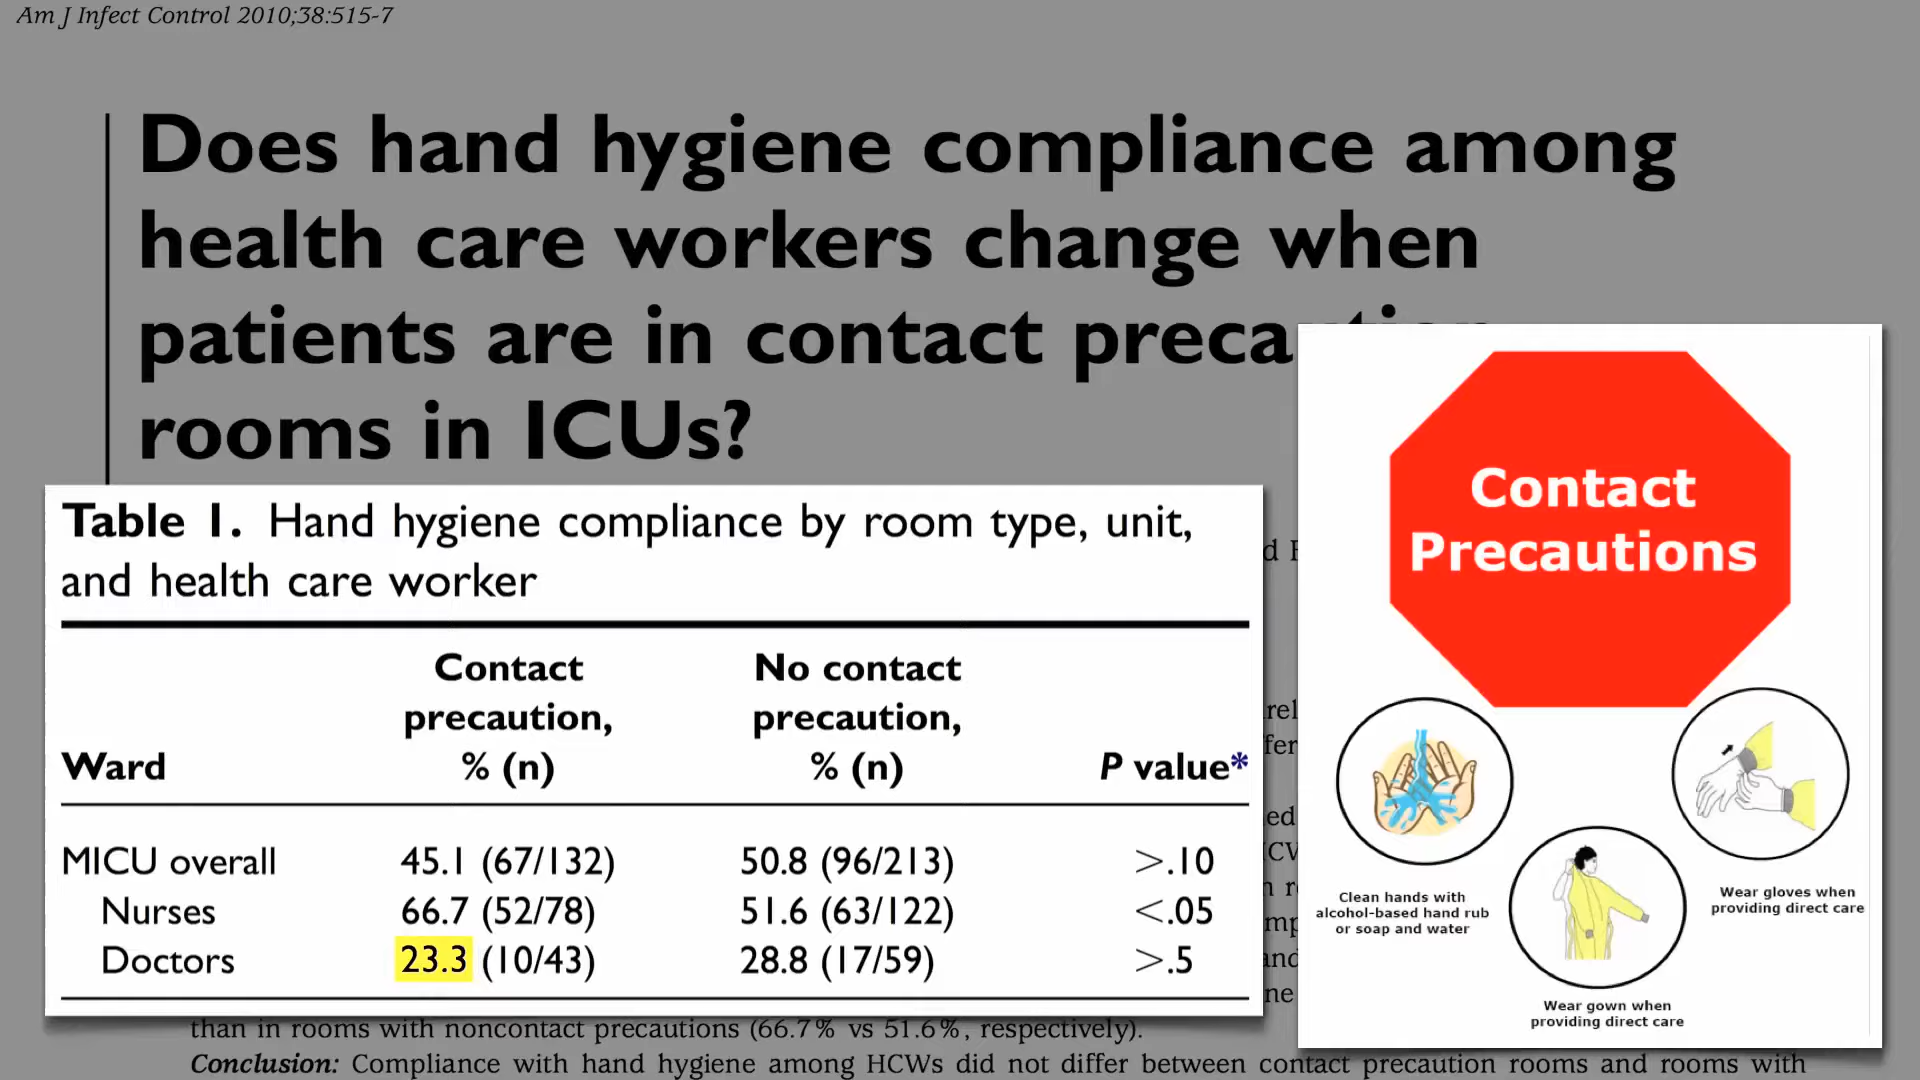 Am J Infect Control 2010;38:515-7
Does hand hygiene compliance among
health care workers change when
patients are in contact
rooms in ICUs?
Table 1. Hand hygiene compliance by room type, unit,
and health care worker
Ward Contact precaution, % (n) No contact precaution, % (n) P value*
MICU overall 45.1 (67/132) 50.8 (96/213) >.10
Nurses 66.7 (52/78) 51.6 (63/122) <.05
Doctors 23.3 (10/43) 28.8 (17/59) >.5
than in rooms with noncontact precautions (66.7% vs 51.6%, respectively).
Conclusion: Compliance with hand hygiene among HCWs did not differ between contact precaution rooms and rooms with
Contact
Precautions
Clean hands with
alcohol-based hand rub
or soap and water
Wear gown when
providing direct care
Wear gloves when
providing direct care